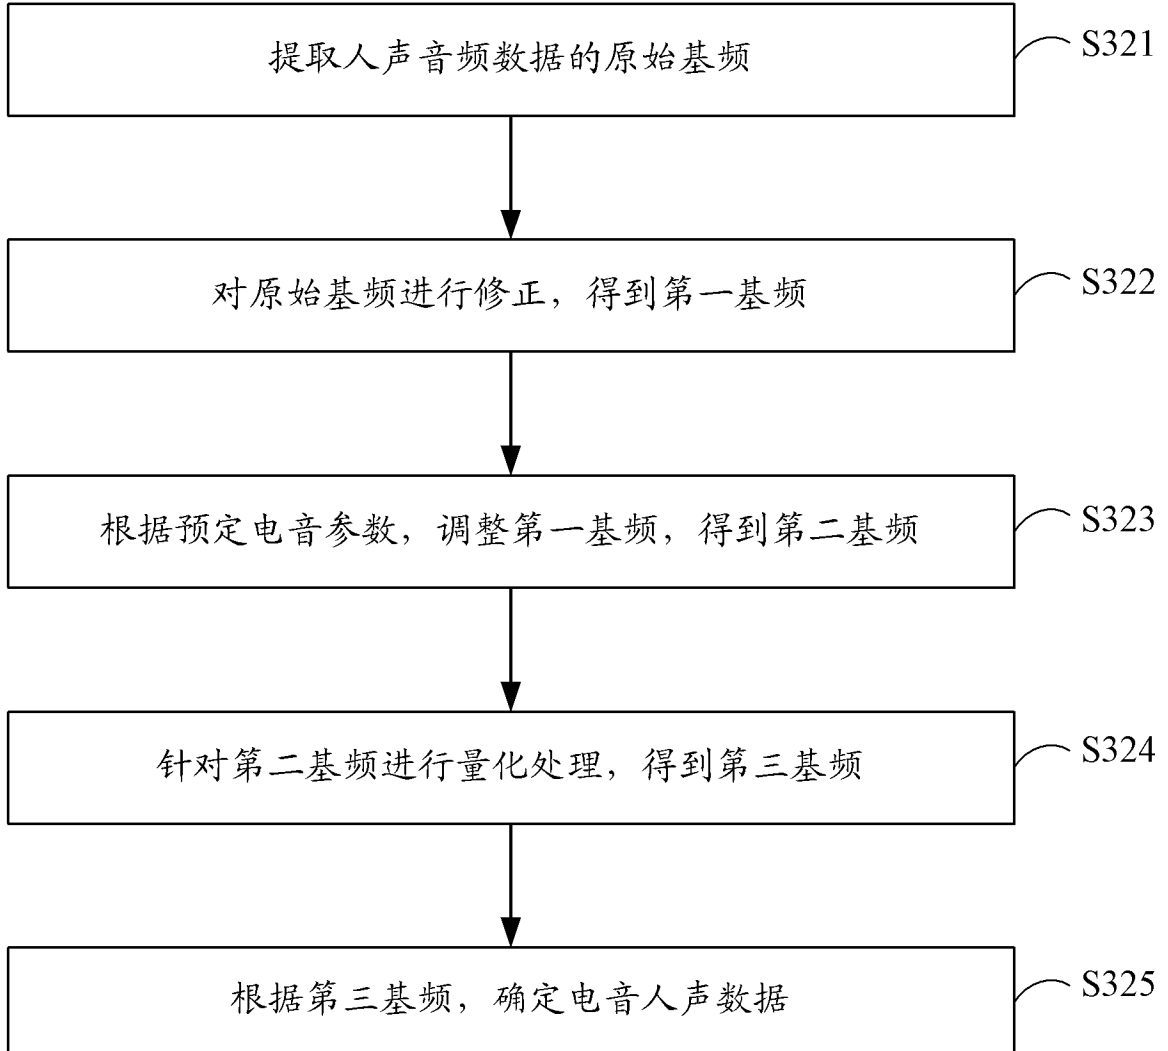 提取人声音频数据的原始基频
S321
对原始基频进行修正，得到第一基频
S322
根据预定电音参数，调整第一基频，得到第二基频
S323
针对第二基频进行量化处理，得到第三基频
S324
根据第三基频，确定电音人声数据
S325